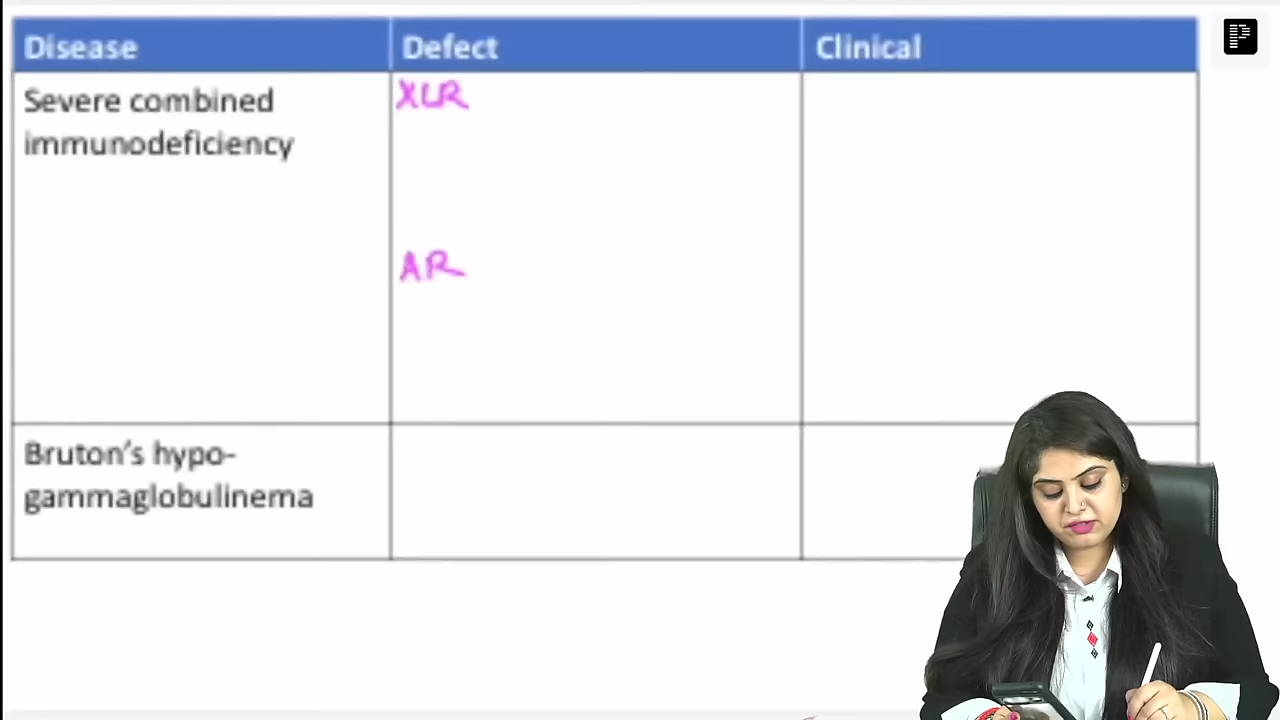 Disease Defect Clinical
Severe combined XLR
immunodeficiency
AR
Bruton's hypo-
gammaglobulinema